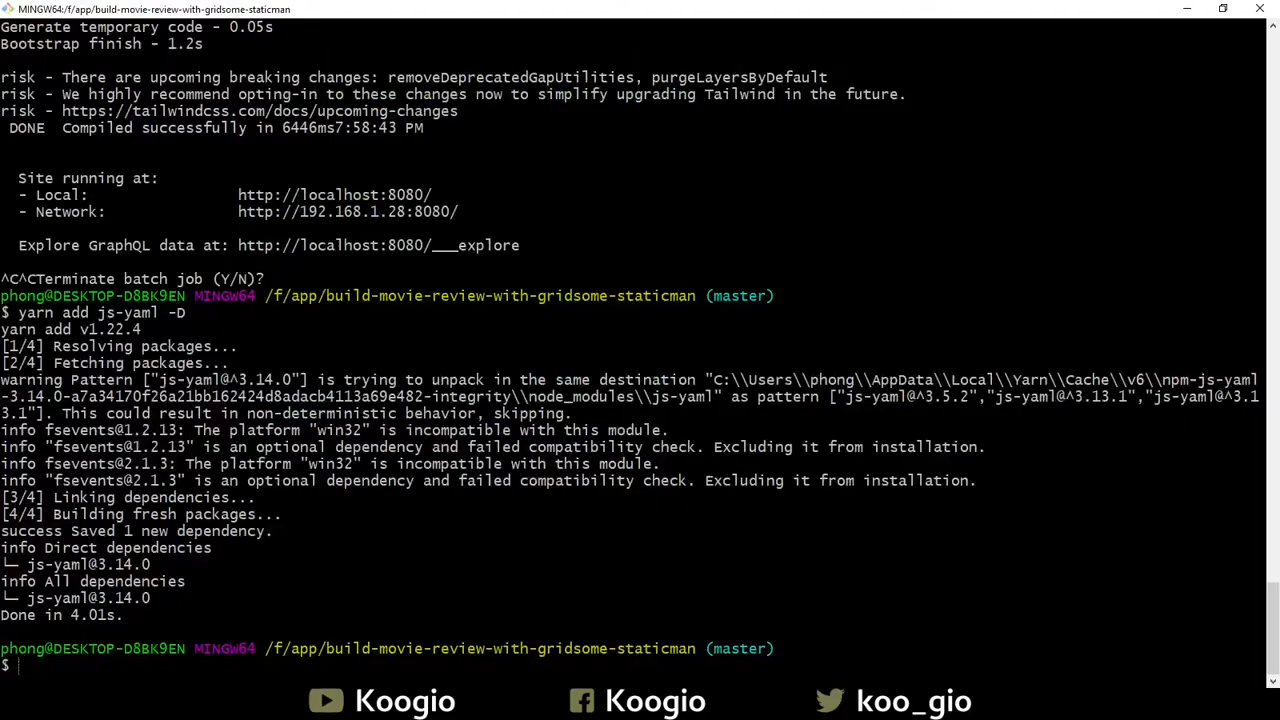 MINGW64:/f/app/build-movie-review-with-gridsome-staticman
Generate temporary code - 0.05s
Bootstrap finish - 1.2s
risk - There are upcoming breaking changes: removeDeprecatedGapUtilities, purgeLayersByDefault
risk - We highly recommend opting-in to these changes now to simplify upgrading Tailwind in the future.
risk - https://tailwindcss.com/docs/upcoming-changes
DONE  Compiled successfully in 6446ms7:58:43 PM
Site running at:
- Local: http://localhost:8080/
- Network: http://192.168.1.28:8080/
Explore GraphQL data at: http://localhost:8080/___explore
^C^CTerminate batch job (Y/N)?
phong@DESKTOP-D8BK9EN MINGW64 /f/app/build-movie-review-with-gridsome-staticman (master)
$ yarn add js-yaml -D
yarn add v1.22.4
[1/4] Resolving packages...
[2/4] Fetching packages...
warning Pattern ["js-yaml@^3.14.0"] is trying to unpack in the same destination "C:\\Users\\phong\\AppData\\Local\\Yarn\\Cache\\v6\\npm-js-yaml
-3.14.0-a7a34170f26a21bb162424d8adacb4113a69e482-integrity\\node_modules\\js-yaml" as pattern ["js-yaml@^3.5.2","js-yaml@^3.13.1","js-yaml@^3.1
3.1"]. This could result in non-deterministic behavior, skipping.
info fsevents@1.2.13: The platform "win32" is incompatible with this module.
info "fsevents@1.2.13" is an optional dependency and failed compatibility check. Excluding it from installation.
info fsevents@2.1.3: The platform "win32" is incompatible with this module.
info "fsevents@2.1.3" is an optional dependency and failed compatibility check. Excluding it from installation.
[3/4] Linking dependencies...
[4/4] Building fresh packages...
success Saved 1 new dependency.
info Direct dependencies
└─ js-yaml@3.14.0
info All dependencies
└─ js-yaml@3.14.0
Done in 4.01s.
phong@DESKTOP-D8BK9EN MINGW64 /f/app/build-movie-review-with-gridsome-staticman (master)
$
Koogio Koogio koo_gio